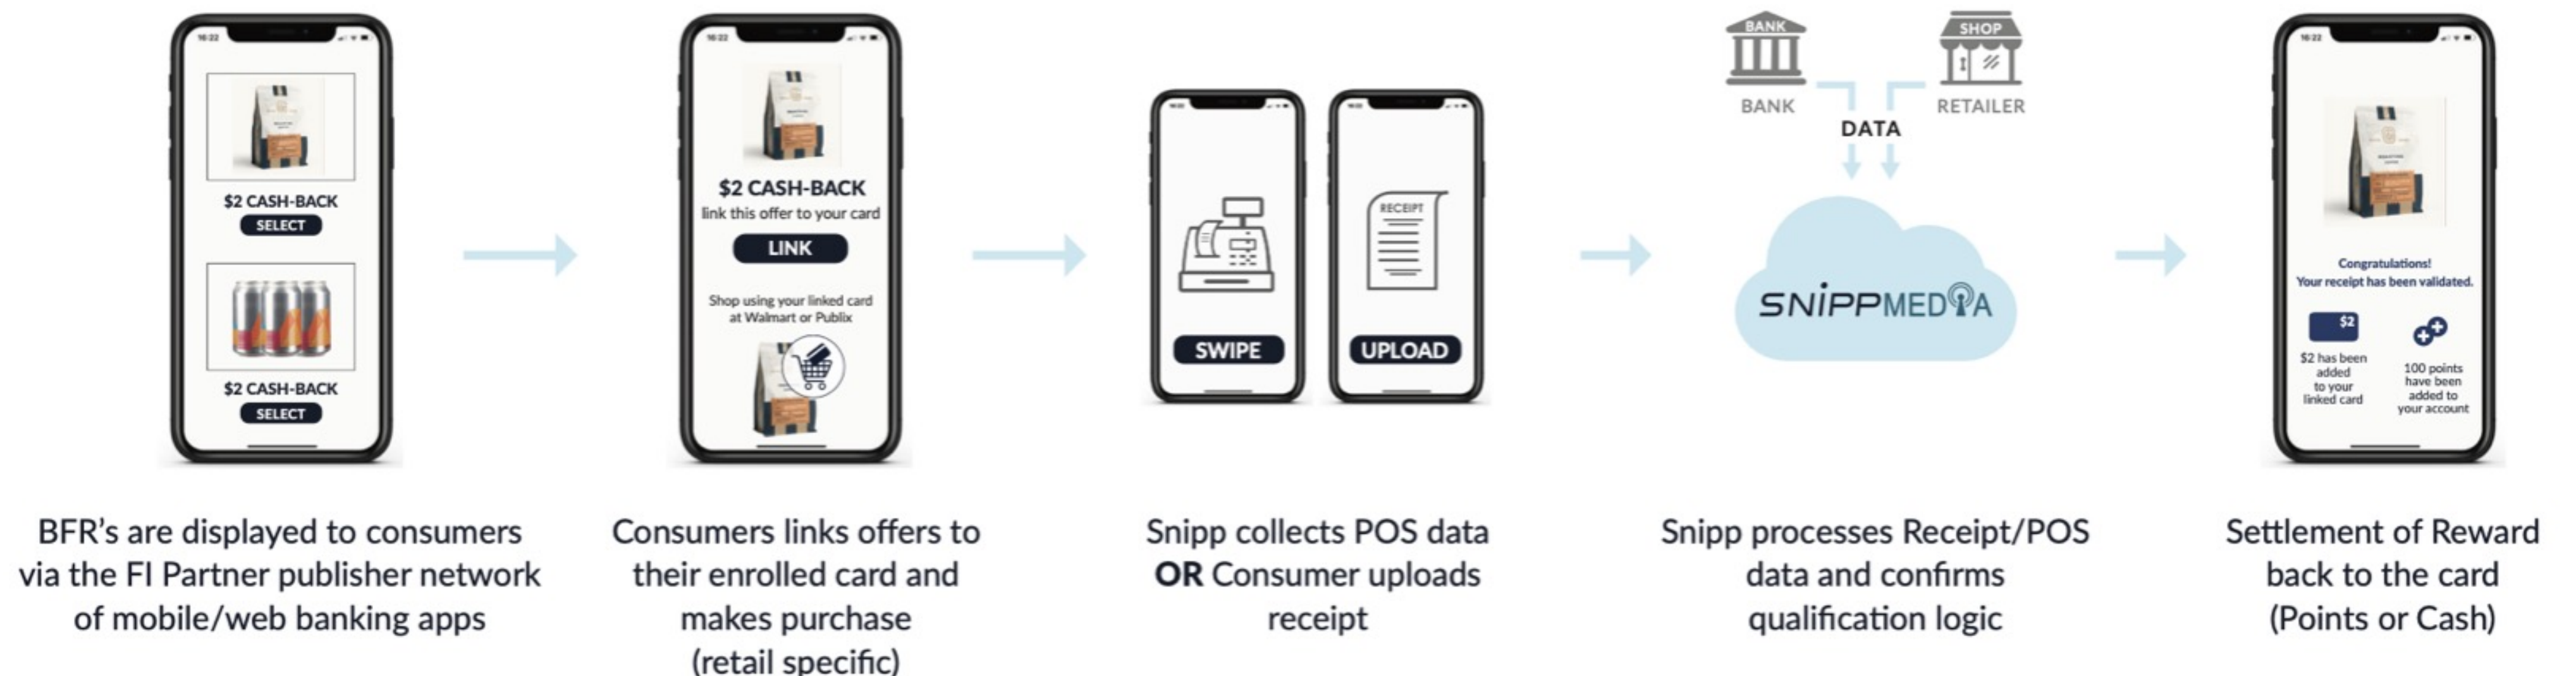 16:22
$2 CASH-BACK
SELECT
$2 CASH-BACK
SELECT
BFR's are displayed to consumers
via the FI Partner publisher network
of mobile/web banking apps
16:22
$2 CASH-BACK
link this offer to your card
LINK
Shop using your linked card
at Walmart or Publix
Consumers links offers to
their enrolled card and
makes purchase
(retail specific)
SWIPE
RECEIPT
UPLOAD
Snipp collects POS data
OR Consumer uploads
receipt
BANK
SHOP
BANK
RETAILER
DATA
SNIPPMEDIA
Snipp processes Receipt/POS
data and confirms
qualification logic
16:22
Congratulations!
Your receipt has been validated.
$2
$2 has been
added
to your
linked card
100 points
have been
added to
your account
Settlement of Reward
back to the card
(Points or Cash)